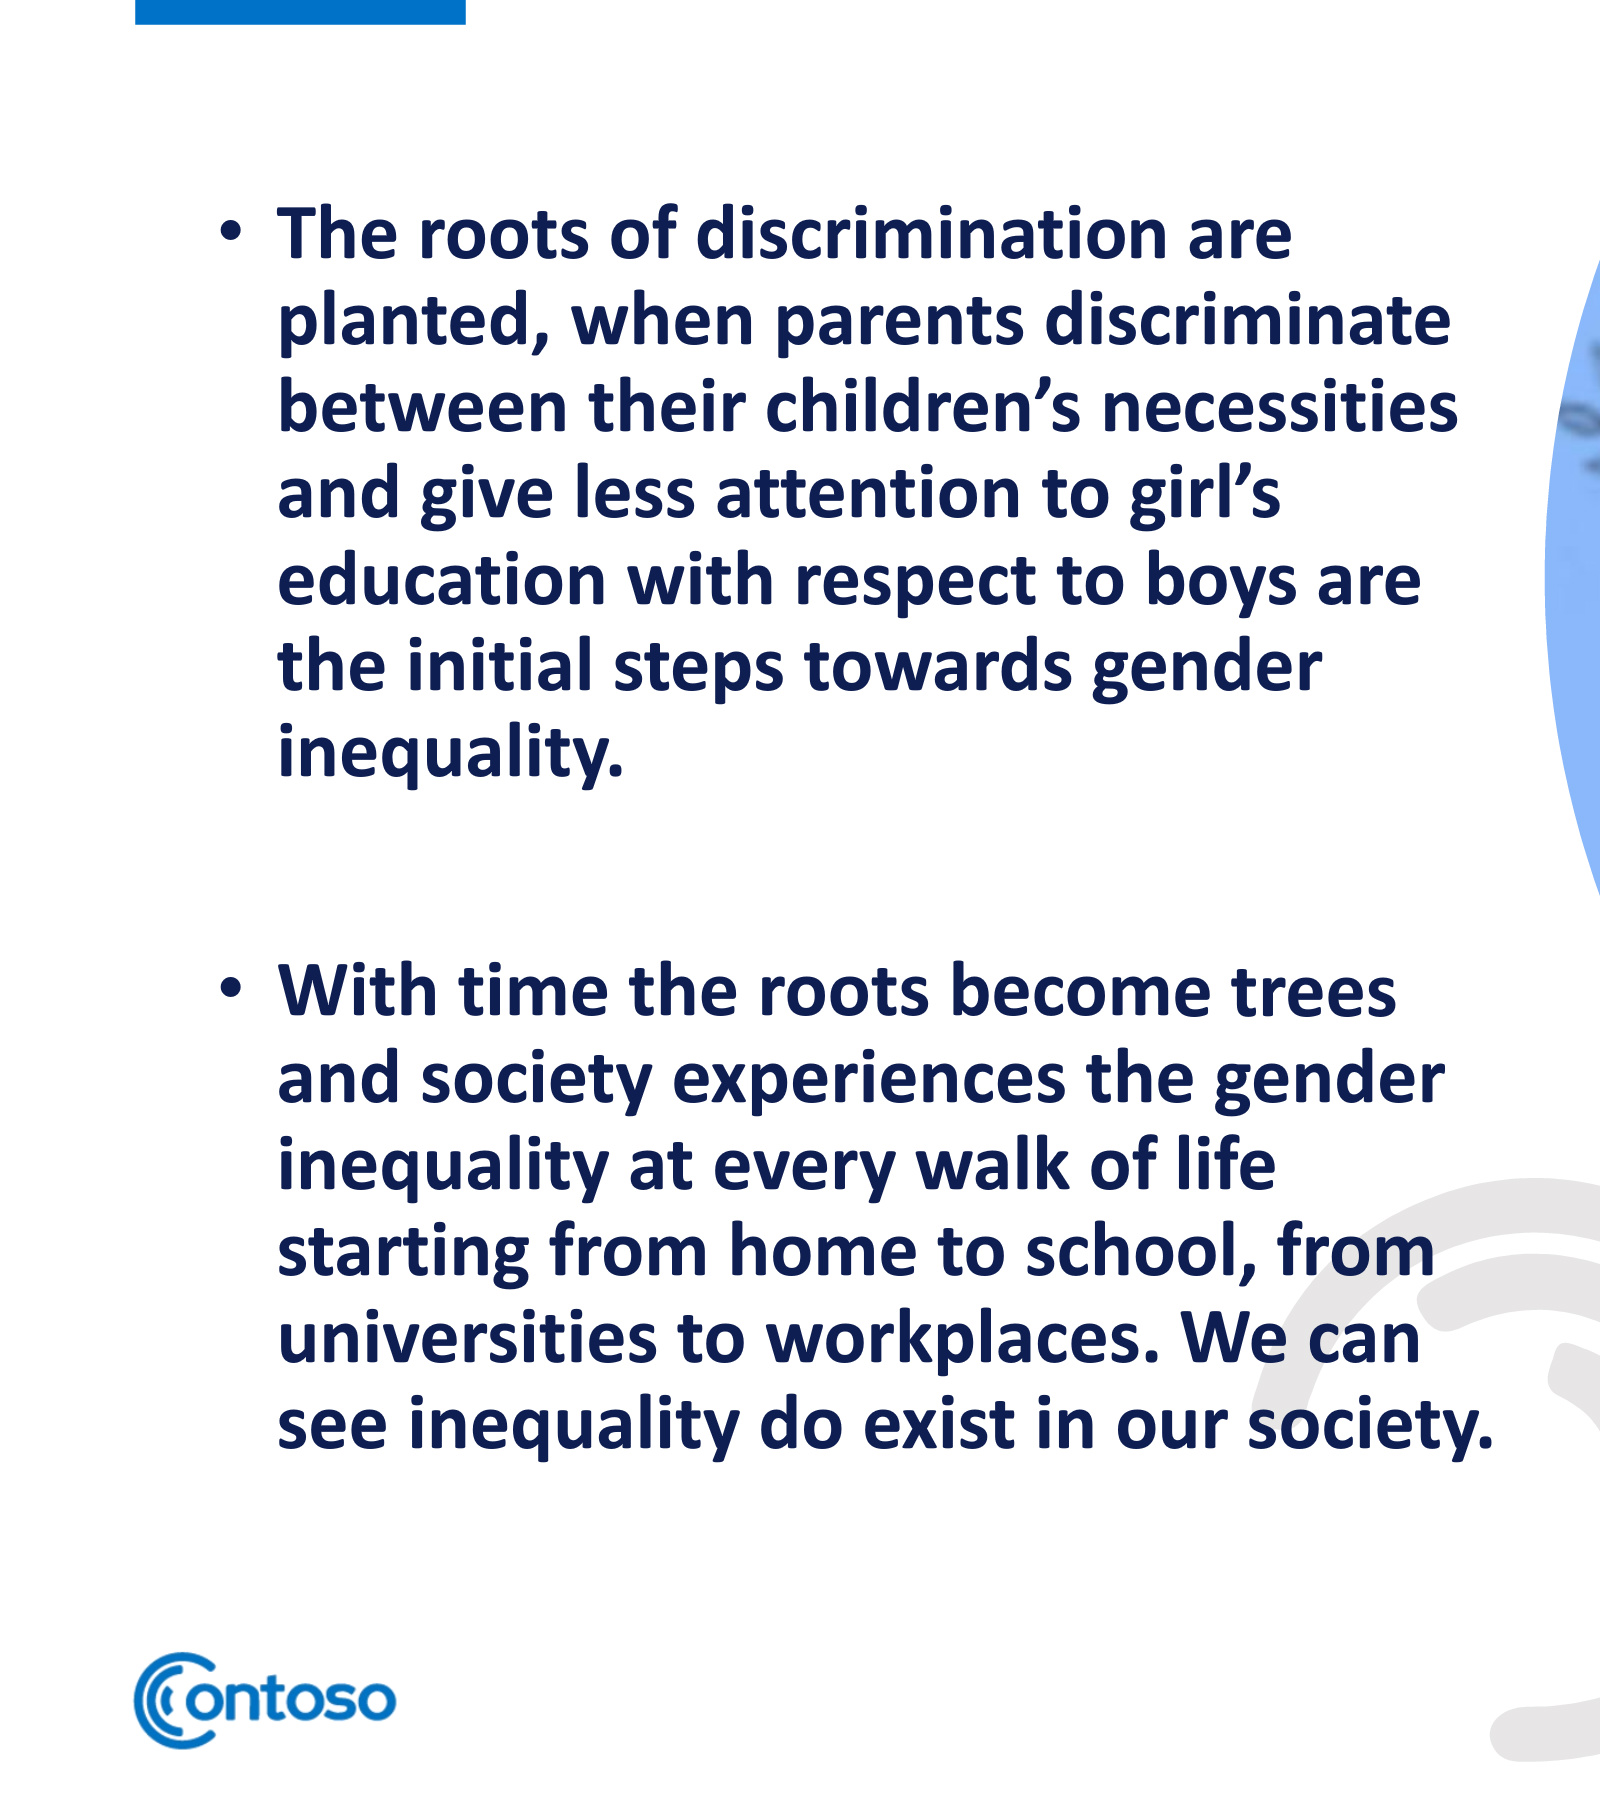 • The roots of discrimination are
planted, when parents discriminate
between their children’s necessities
and give less attention to girl’s
education with respect to boys are
the initial steps towards gender
inequality.
• With time the roots become trees
and society experiences the gender
inequality at every walk of life
starting from home to school, from
universities to workplaces. We can
see inequality do exist in our society.
Contoso